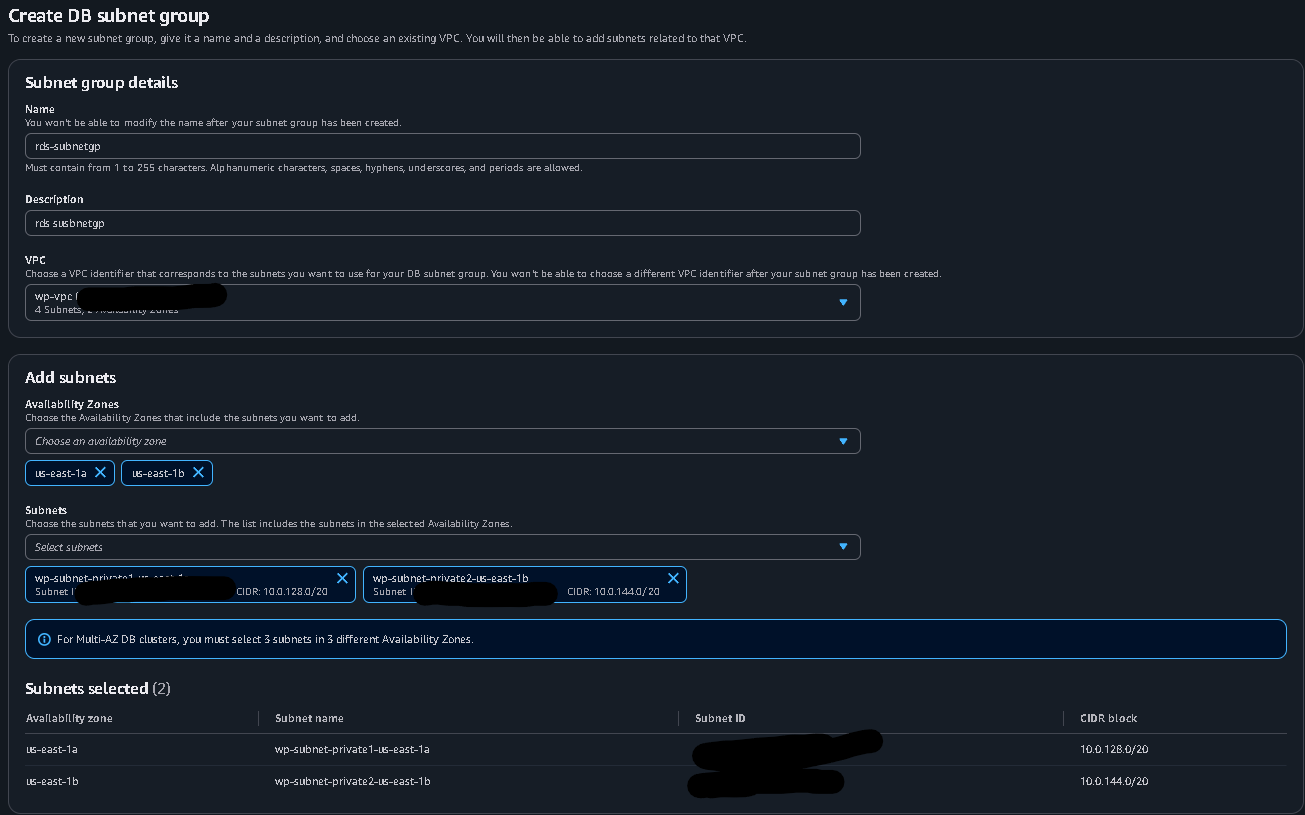 Create DB subnet group
To create a new subnet group, give it a name and a description, and choose an existing VPC. You will then be able to add subnets related to that VPC.
Subnet group details
Name
You won't be able to modify the name after your subnet group has been created.
rds-subnetgp
Must contain from 1 to 255 characters. Alphanumeric characters, spaces, hyphens, underscores, and periods are allowed.
Description
rds susbnetgp
VPC
Choose a VPC identifier that corresponds to the subnets you want to use for your DB subnet group. You won't be able to choose a different VPC identifier after your subnet group has been created.
wp-vpc (
4 Subnets, 2 Availability Zones
Add subnets
Availability Zones
Choose the Availability Zones that include the subnets you want to add.
Choose an availability zone
us-east-1a us-east-1b
Subnets
Choose the subnets that you want to add. The list includes the subnets in the selected Availability Zones.
Select subnets
wp-subnet-private1-us-east-1a wp-subnet-private2-us-east-1b
Subnet CIDR: 10.0.128.0/20 Subnet CIDR: 10.0.144.0/20
For Multi-AZ DB clusters, you must select 3 subnets in 3 different Availability Zones.
Subnets selected (2)
Availability zone Subnet name Subnet ID CIDR block
us-east-1a wp-subnet-private1-us-east-1a 10.0.128.0/20
us-east-1b wp-subnet-private2-us-east-1b 10.0.144.0/20